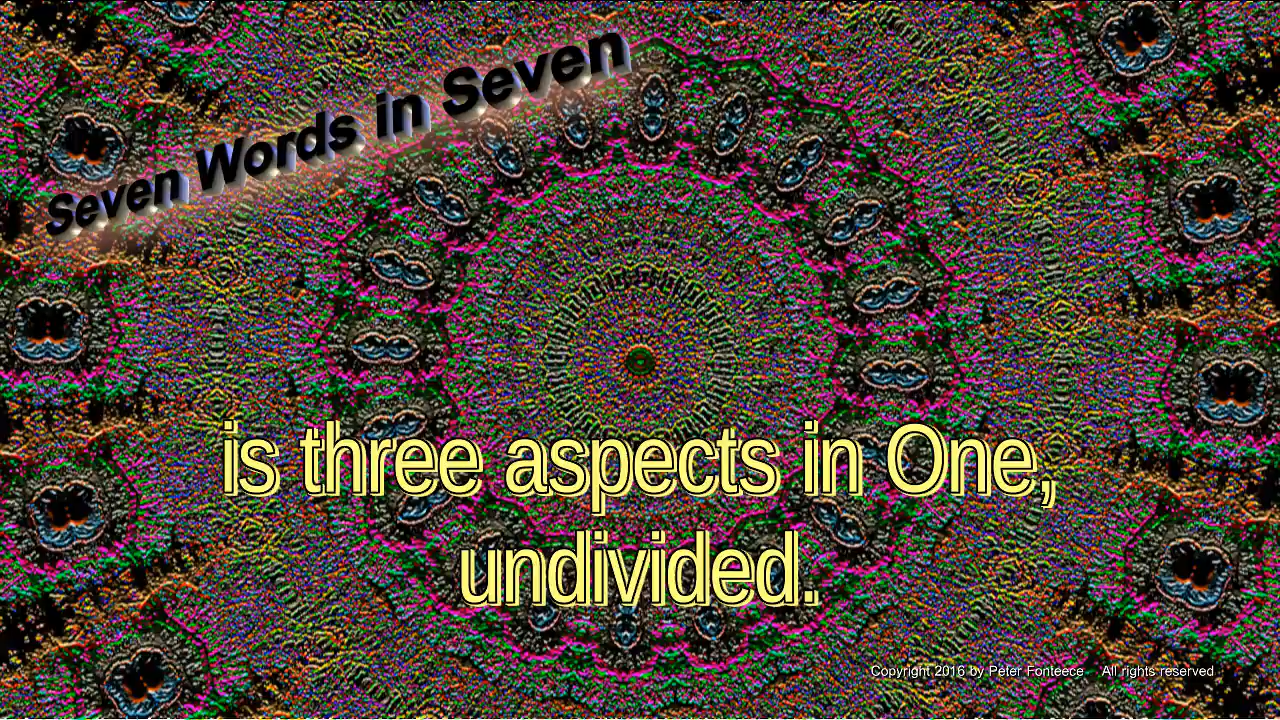 Seven Words in Seven
is three aspects in One,
undivided.
Copyright 2016 by Peter Fonteece All rights reserved